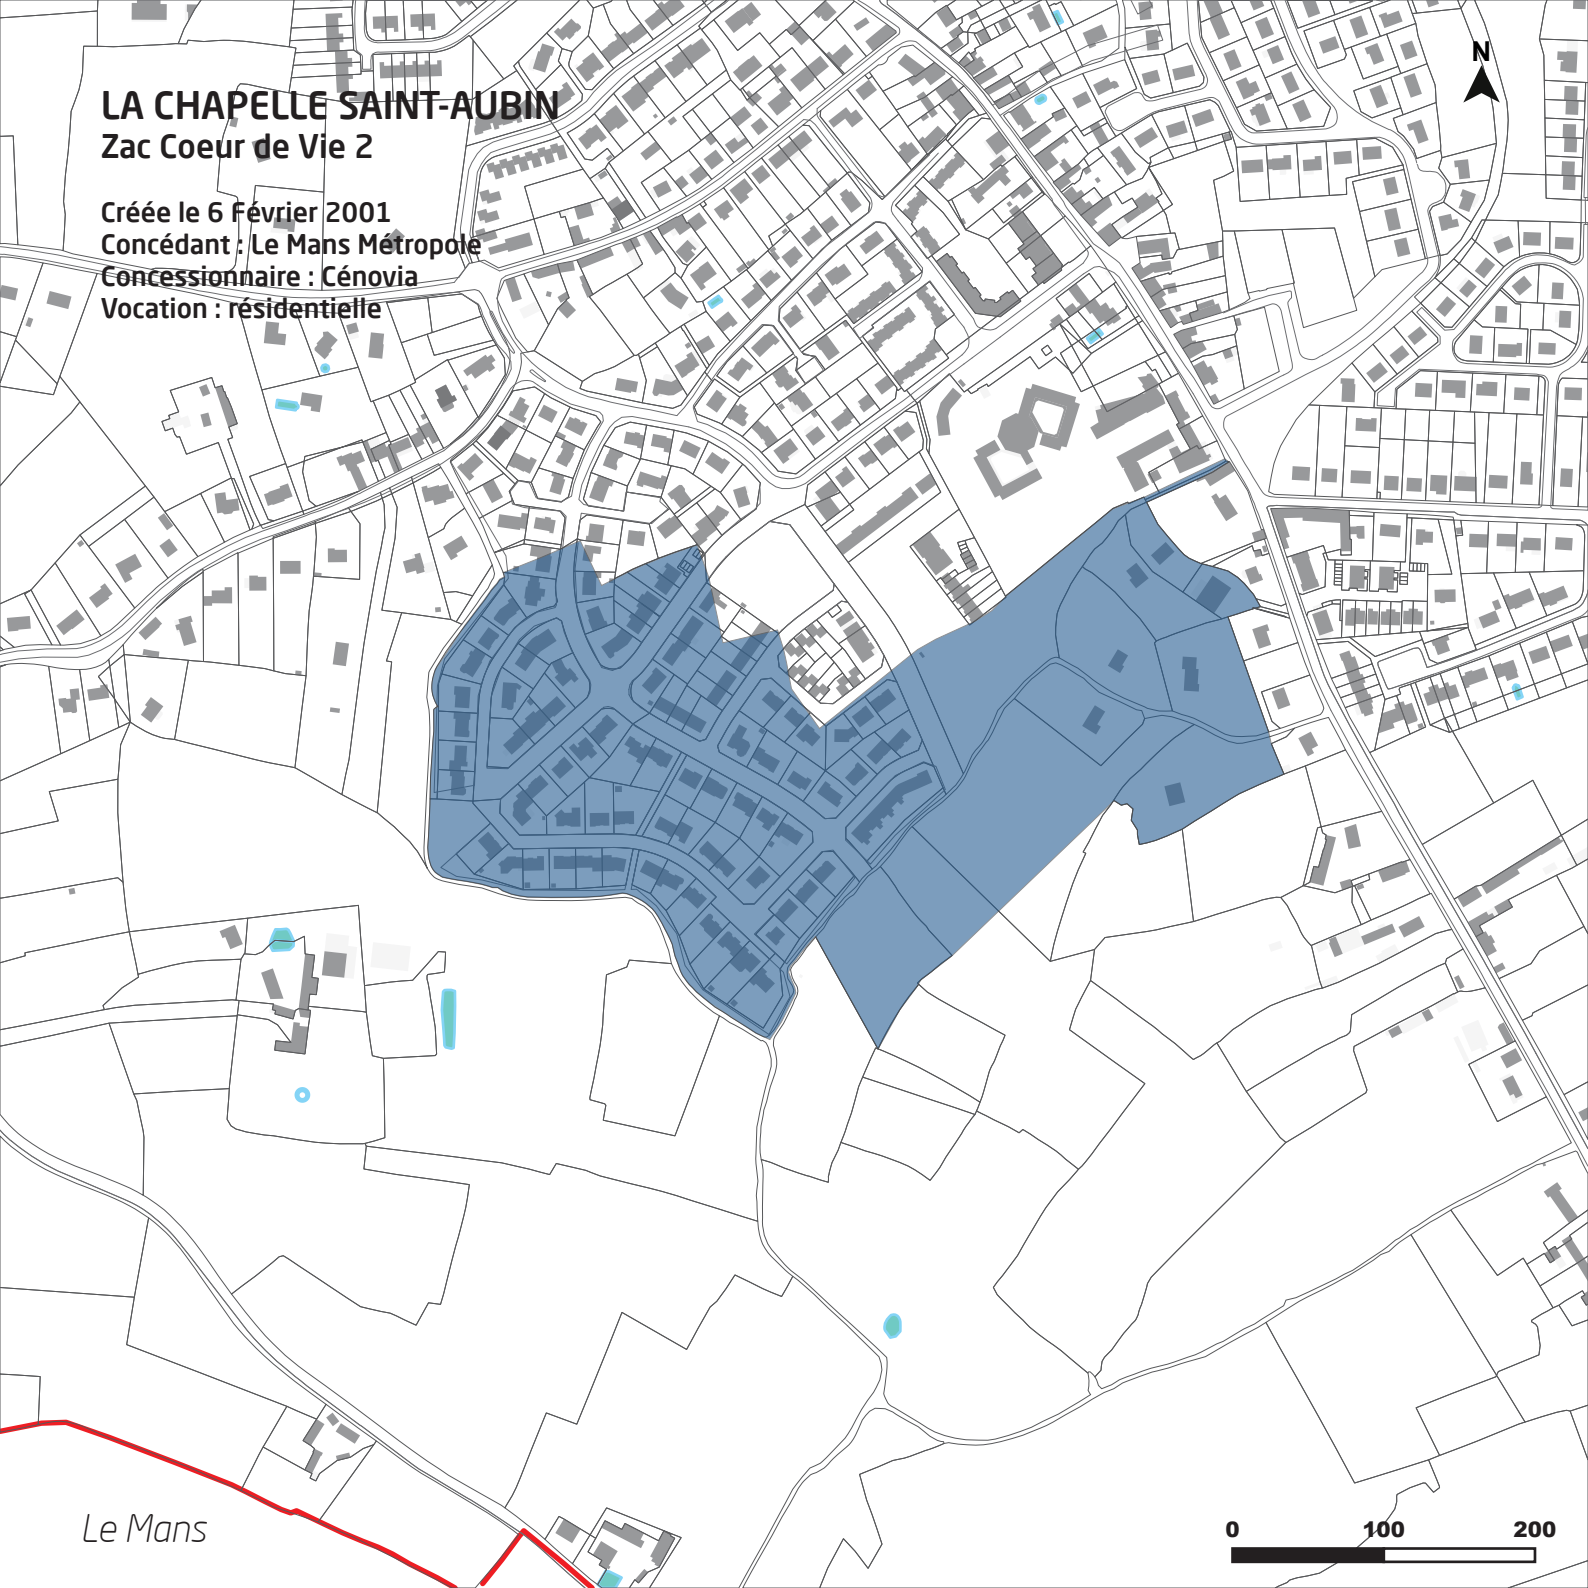 LA CHAPELLE SAINT-AUBIN
Zac Coeur de Vie 2
Créée le 6 Février 2001
Concédant : Le Mans Métropole
Concessionnaire : Cénovia
Vocation : résidentielle
N
Le Mans
0 100 200